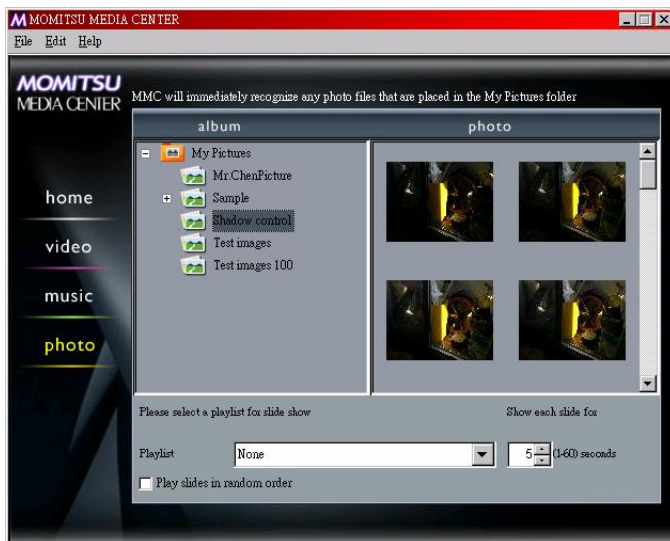 MOMITSU MEDIA CENTER
File Edit Help
MOMITSU
MEDIA CENTER
MMC will immediately recognize any photo files that are placed in the My Pictures folder
album
photo
My Pictures
Mr.ChenPicture
Sample
Shadow control
Test images
Test images 100
home
video
music
photo
Please select a playlist for slide show
Show each slide for
Playlist
None
5
(1-60) seconds
Play slides in random order